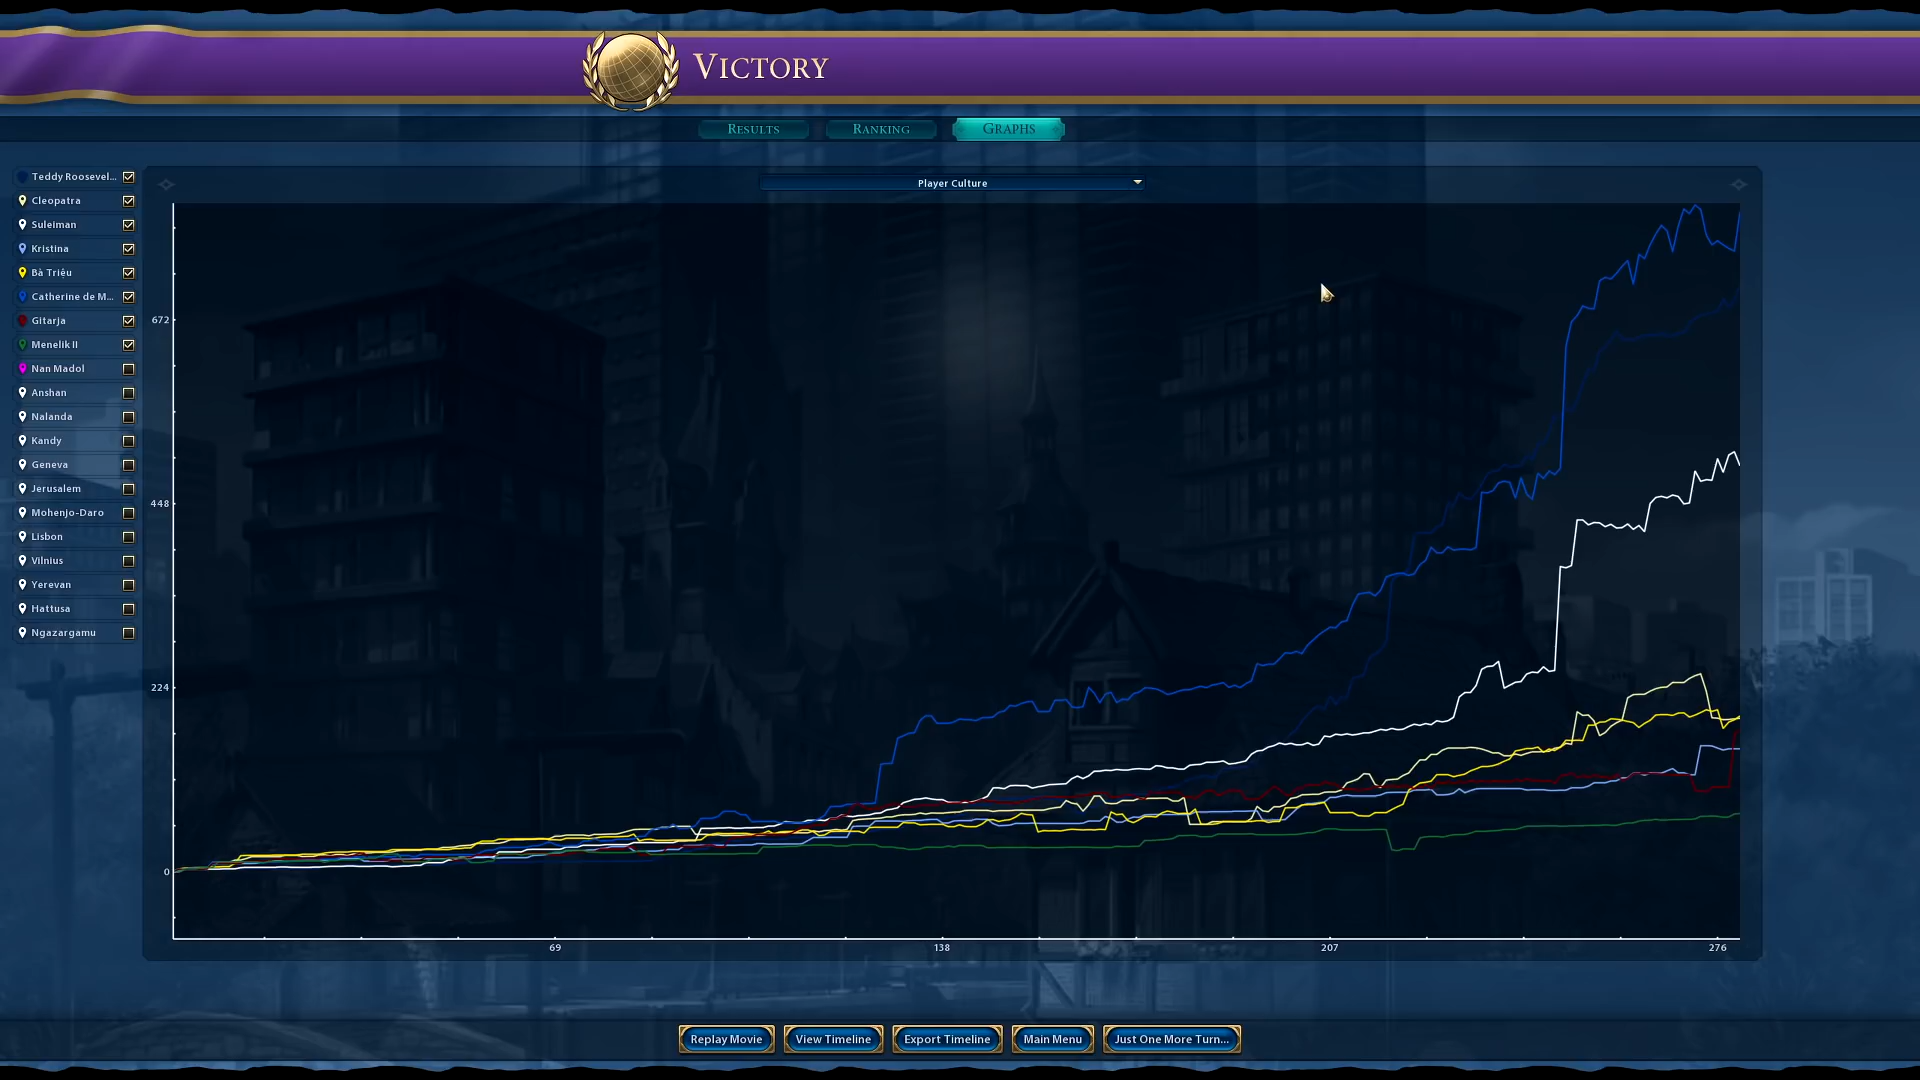 VICTORY
RESULTS
RANKING
GRAPHS
Teddy Roosevel...
Cleopatra
Suleiman
Kristina
Bà Triệu
Catherine de M...
Gitarja
Menelik II
Nan Madol
Anshan
Nalanda
Kandy
Geneva
Jerusalem
Mohenjo-Daro
Lisbon
Vilnius
Yerevan
Hattusa
Ngazargamu
Player Culture
672
448
224
0
69
138
207
276
Replay Movie
View Timeline
Export Timeline
Main Menu
Just One More Turn...